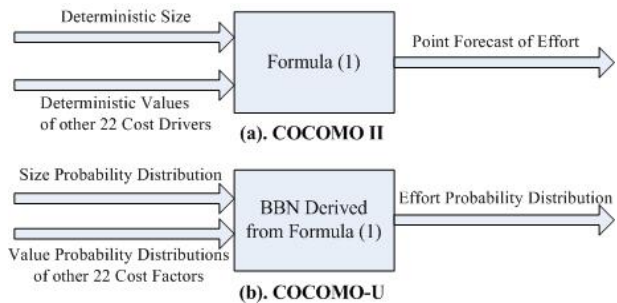 Deterministic Size
Formula (1)
Point Forecast of Effort
Deterministic Values
of other 22 Cost Drivers
(a). COCOMO II
Size Probability Distribution
BBN Derived
from Formula (1)
Effort Probability Distribution
Value Probability Distributions
of other 22 Cost Factors
(b). COCOMO-U